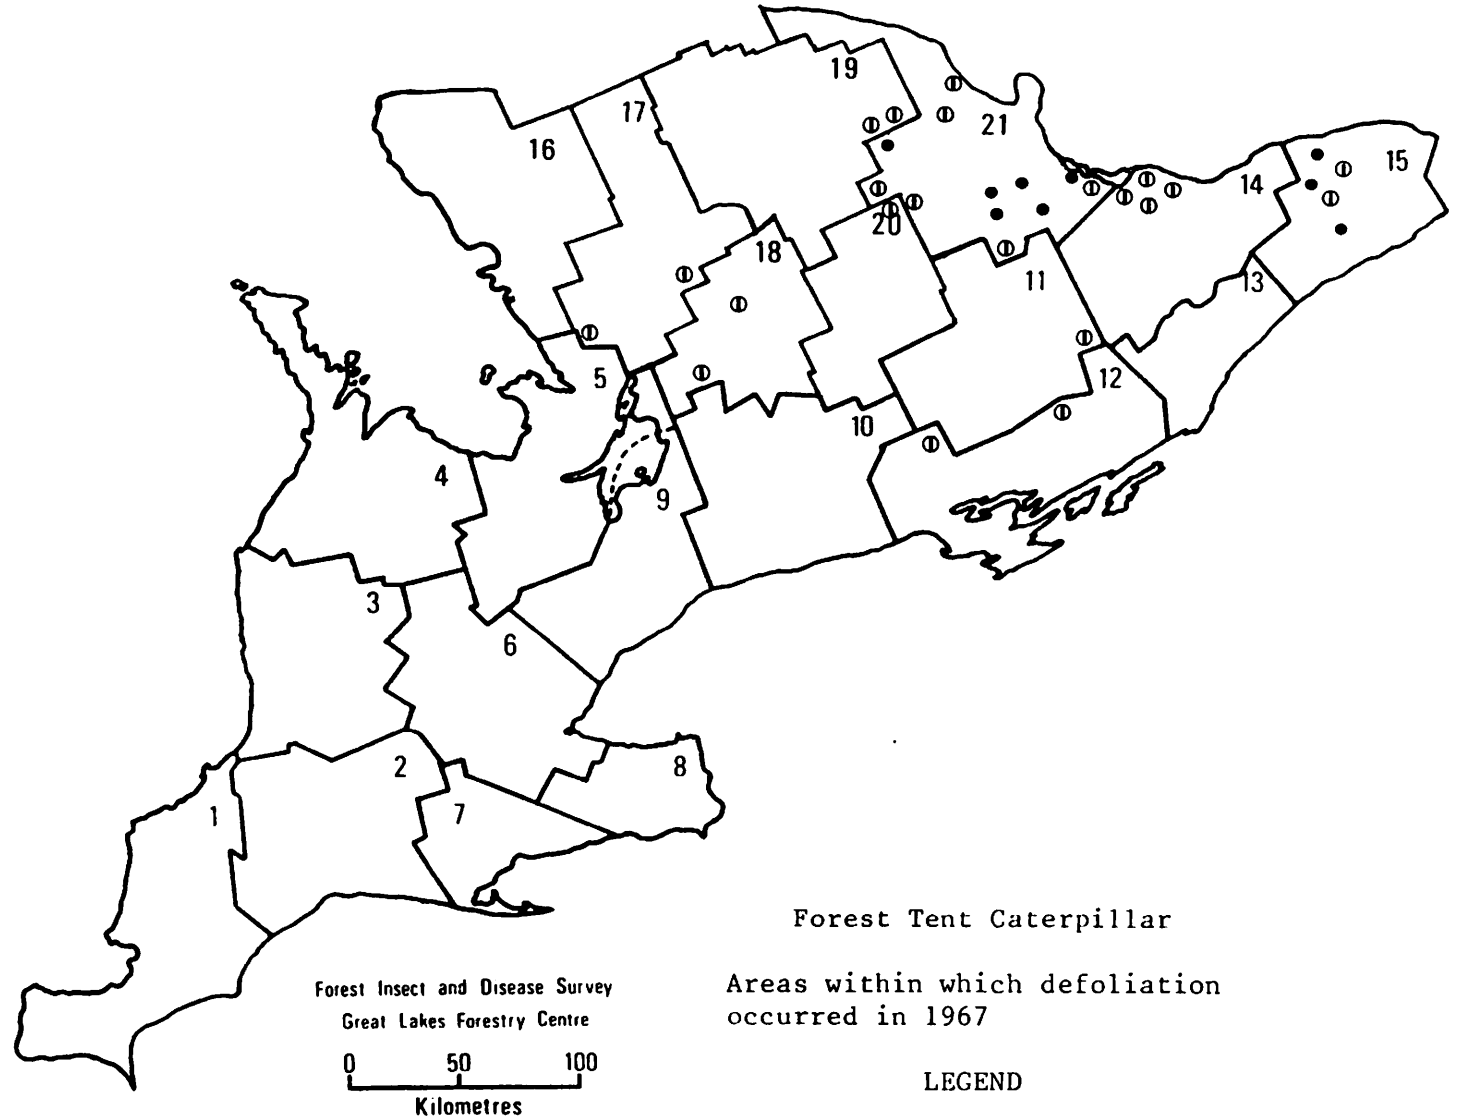 19
17
21
16
15
14
20
18
11
13
5
12
10
4
9
3
6
2
8
1
7
Forest Tent Caterpillar
Areas within which defoliation
occurred in 1967
LEGEND
Forest Insect and Disease Survey
Great Lakes Forestry Centre
0 50 100
Kilometres